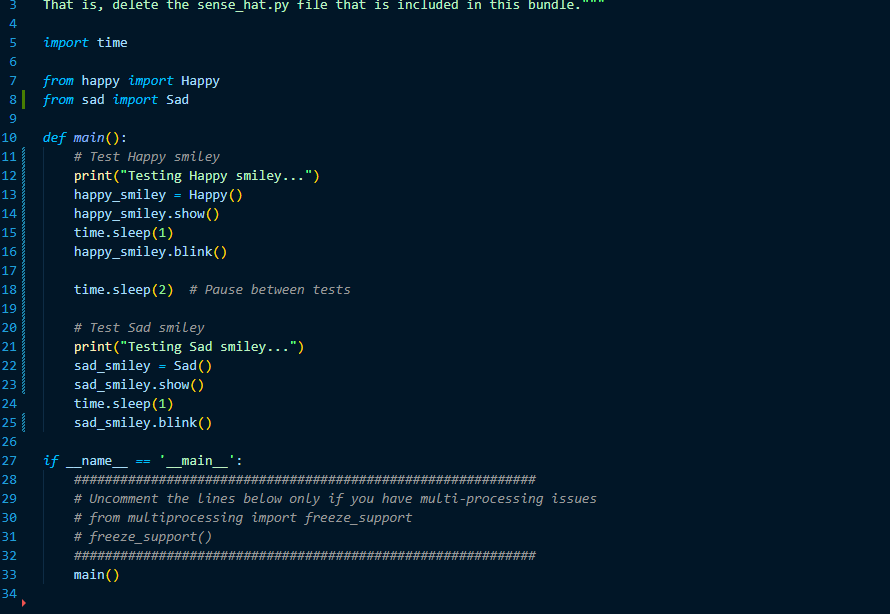 3 That is, delete the sense_hat.py file that is included in this bundle."""
4
5 import time
6
7 from happy import Happy
8 from sad import Sad
9
10 def main():
11     # Test Happy smiley
12     print("Testing Happy smiley...")
13     happy_smiley = Happy()
14     happy_smiley.show()
15     time.sleep(1)
16     happy_smiley.blink()
17
18     time.sleep(2)  # Pause between tests
19
20     # Test Sad smiley
21     print("Testing Sad smiley...")
22     sad_smiley = Sad()
23     sad_smiley.show()
24     time.sleep(1)
25     sad_smiley.blink()
26
27 if __name__ == '__main__':
28     ############################################################
29     # Uncomment the lines below only if you have multi-processing issues
30     # from multiprocessing import freeze_support
31     # freeze_support()
32     ############################################################
33     main()
34